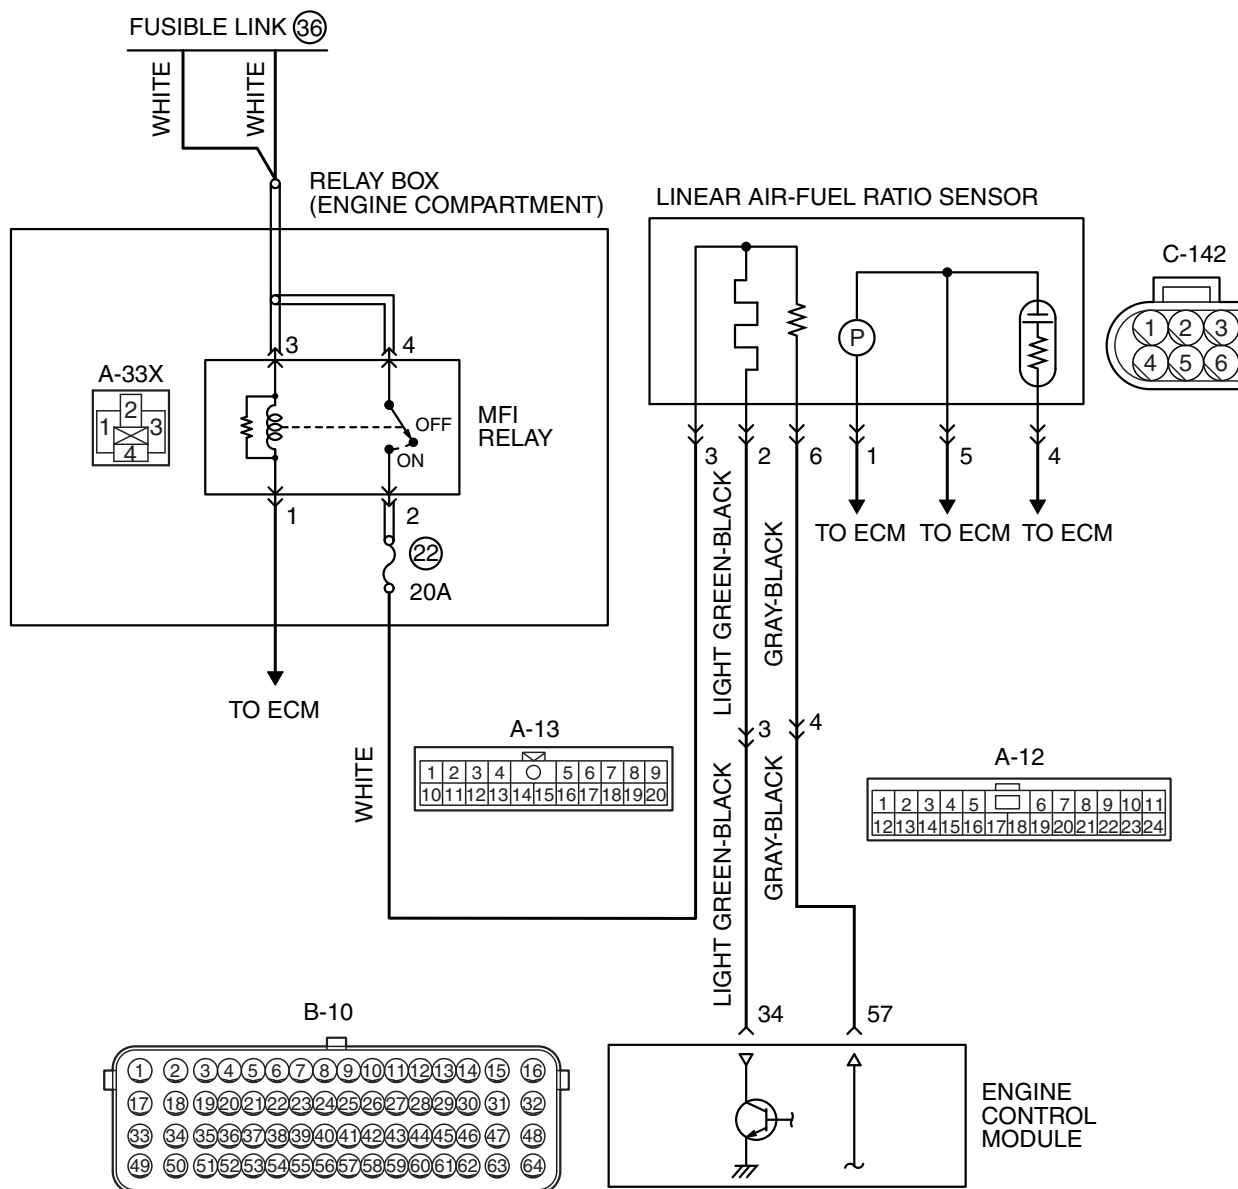 FUSIBLE LINK 36
WHITE
WHITE
RELAY BOX
(ENGINE COMPARTMENT)
LINEAR AIR-FUEL RATIO SENSOR
C-142
1 2 3
4 5 6
P
3 4
A-33X
2
1 3
4
OFF
ON
MFI
RELAY
1 2
22
20A
3 2 6 1 5 4
TO ECM TO ECM TO ECM
LIGHT GREEN-BLACK
GRAY-BLACK
TO ECM
WHITE
3 4
A-13
1 2 3 4 5 6 7 8 9
10 11 12 13 14 15 16 17 18 19 20
LIGHT GREEN-BLACK
GRAY-BLACK
A-12
1 2 3 4 5 6 7 8 9 10 11
12 13 14 15 16 17 18 19 20 21 22 23 24
34 57
B-10
1 2 3 4 5 6 7 8 9 10 11 12 13 14 15 16
17 18 19 20 21 22 23 24 25 26 27 28 29 30 31 32
33 34 35 36 37 38 39 40 41 42 43 44 45 46 47 48
49 50 51 52 53 54 55 56 57 58 59 60 61 62 63 64
ENGINE
CONTROL
MODULE